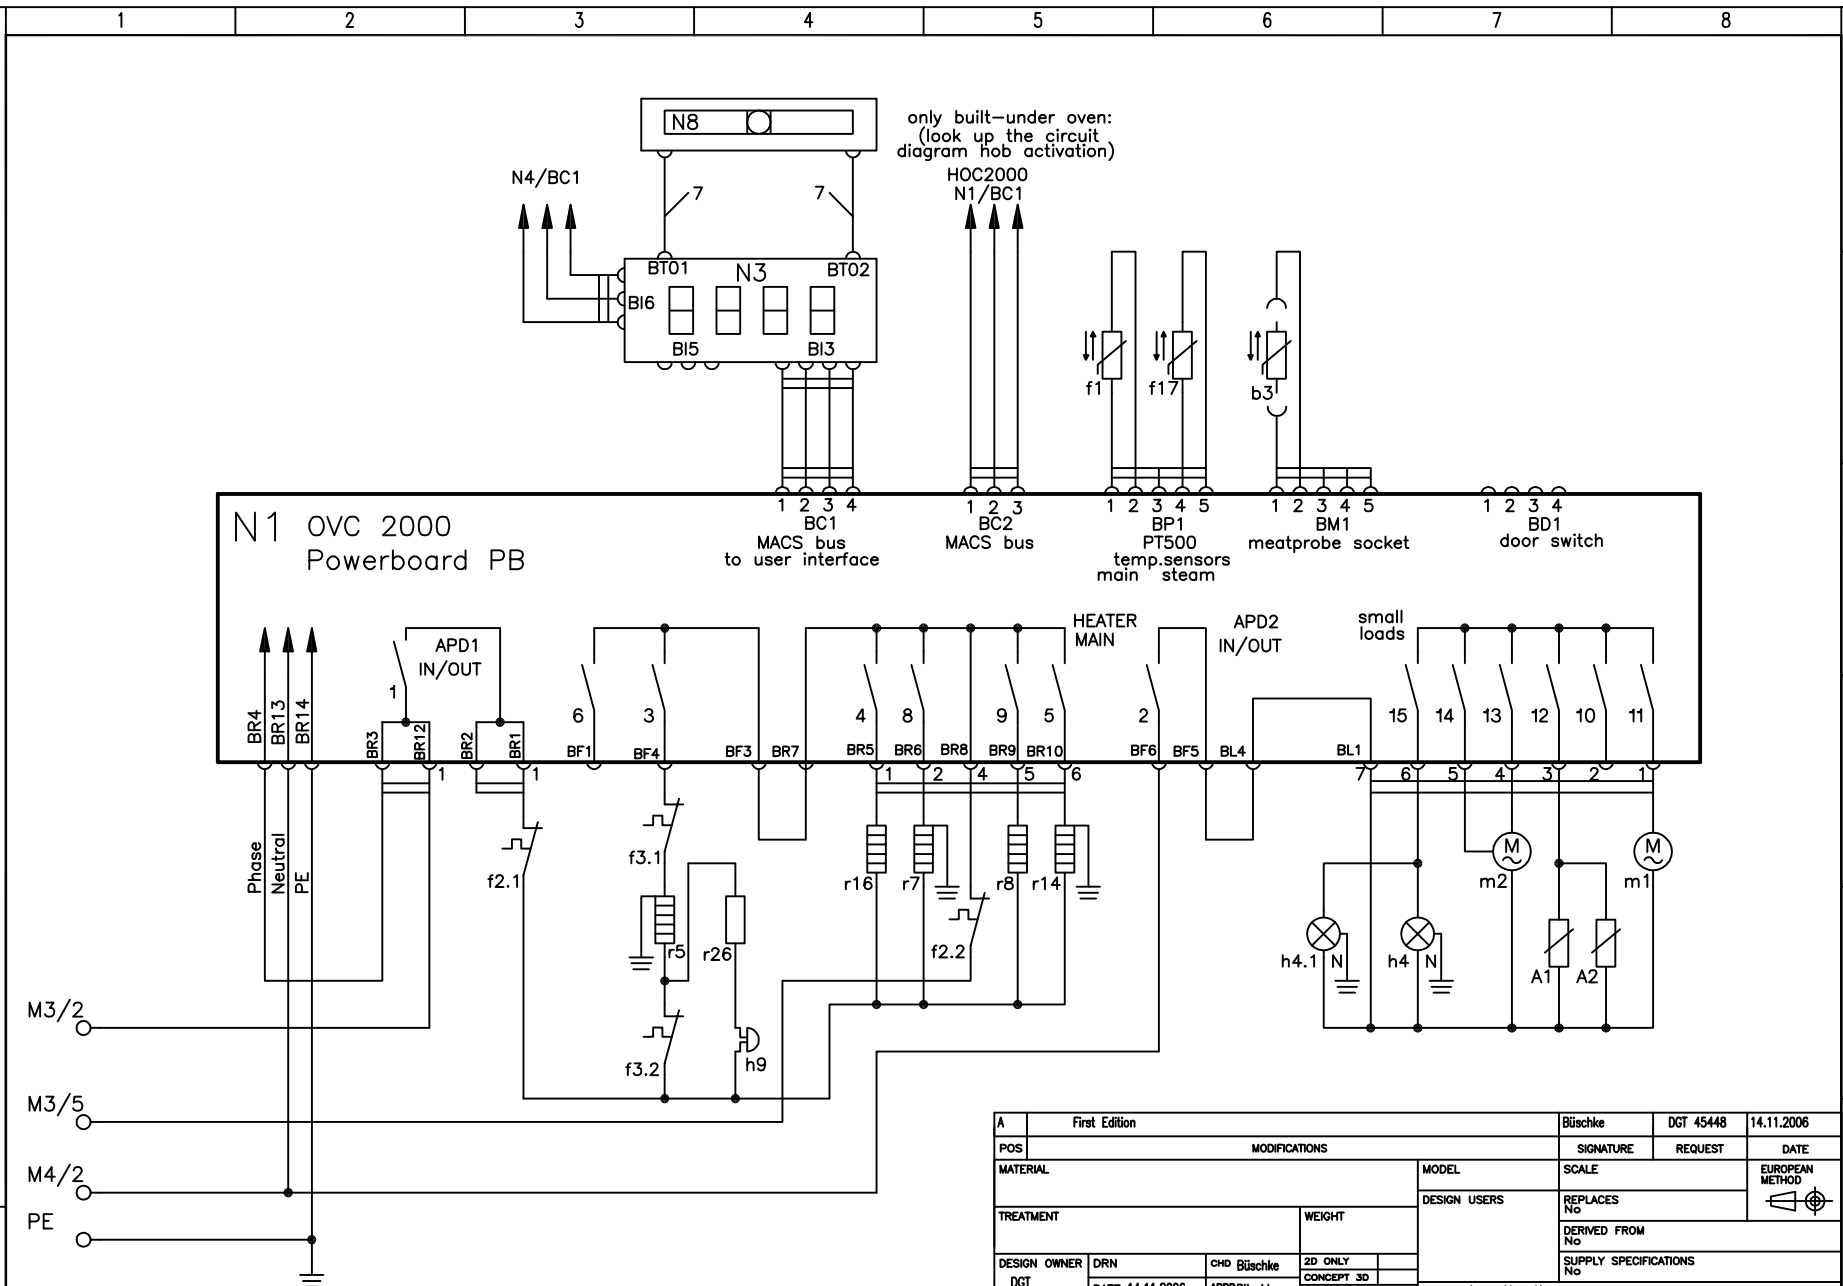 1 2 3 4 5 6 7 8
N8
only built-under oven:
(look up the circuit
diagram hob activation)
HOC2000
N1/BC1
N4/BC1
7 7
BT01 N3 BT02
BI6
BI5 BI3
f1 f17 b3
1 2 3 4 1 2 3 1 2 3 4 5 1 2 3 4 5 1 2 3 4
N1 OVC 2000
Powerboard PB
BC1
MACS bus
to user interface
BC2
MACS bus
BP1
PT500
temp.sensors
main steam
BM1
meatprobe socket
BD1
door switch
APD1
IN/OUT
HEATER
MAIN
APD2
IN/OUT
small
loads
1 6 3 4 8 9 5 2 15 14 13 12 10 11
BR4 BR13 BR14 BR3 BR12 BR2 BR1 BF1 BF4 BF3 BR7 BR5 BR6 BR8 BR9 BR10 BF6 BF5 BL4 BL1
1 1 1 2 4 5 6 7 6 5 4 3 2 1
Phase
Neutral
PE
f2.1 f3.1 r16 r7 r8 r14 M m2 M m1
r5 r26 f2.2 h4.1 N h4 N A1 A2
f3.2 h9
M3/2
M3/5
M4/2
PE
A First Edition Büschke DGT 45448 14.11.2006
POS MODIFICATIONS SIGNATURE REQUEST DATE
MATERIAL MODEL SCALE EUROPEAN
METHOD
DESIGN USERS REPLACES
No
TREATMENT WEIGHT
DERIVED FROM
No
DESIGN OWNER DRN CHD Büschke 2D ONLY SUPPLY SPECIFICATIONS
No
DGT CONCEPT 3D